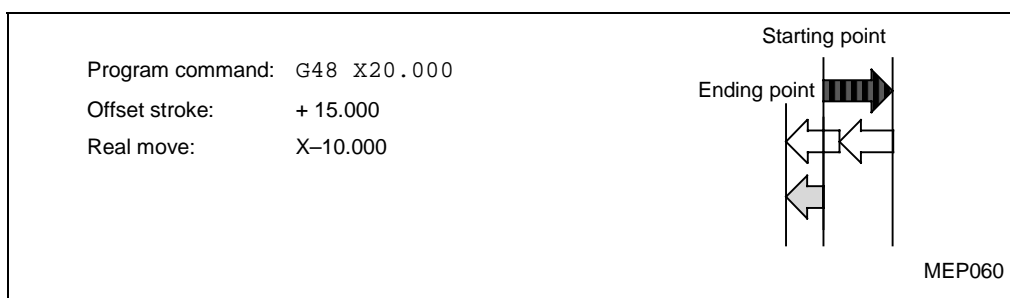 Starting point
Program command: G48 X20.000
Ending point
Offset stroke: + 15.000
Real move: X–10.000
MEP060